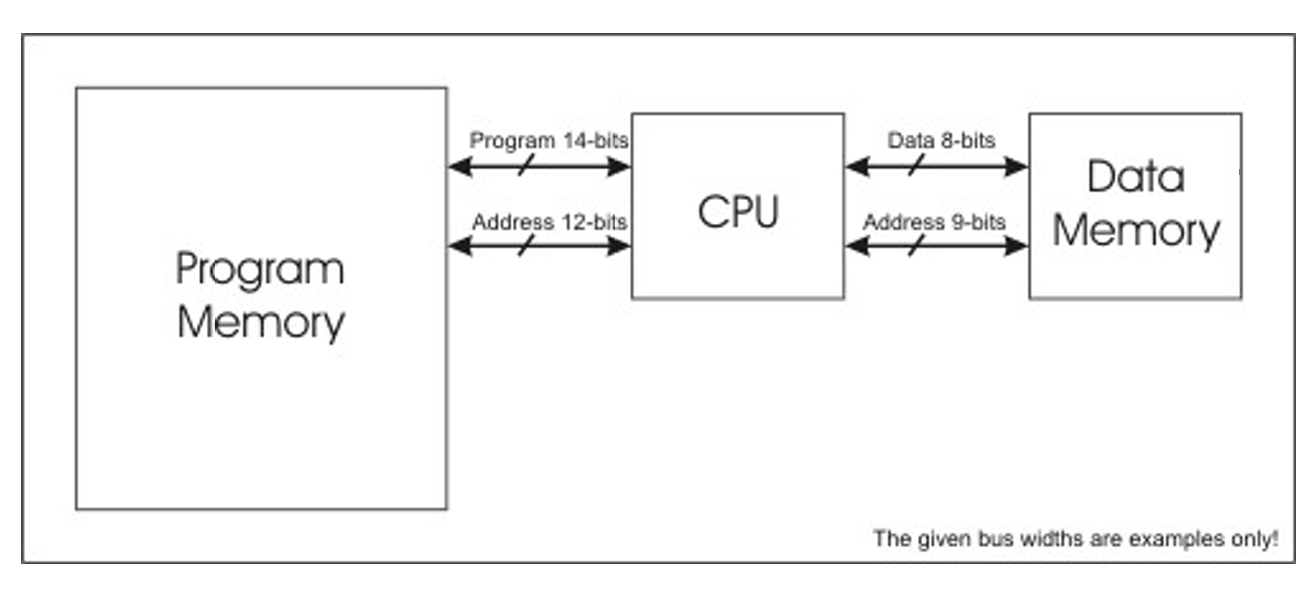 Program
Memory
Program 14-bits
Address 12-bits
CPU
Data 8-bits
Address 9-bits
Data
Memory
The given bus widths are examples only!